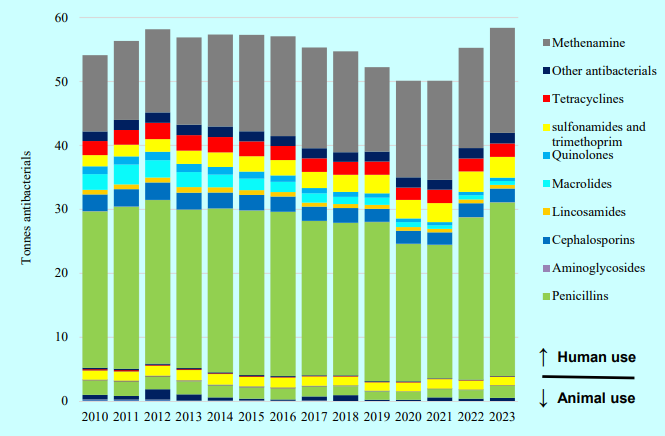 60
50
40
30
20
10
0
Tonnes antibacterials
2010 2011 2012 2013 2014 2015 2016 2017 2018 2019 2020 2021 2022 2023
Methenamine
Other antibacterials
Tetracyclines
sulfonamides and
trimetoprim
Quinolones
Macrolides
Lincosamides
Cephalosporins
Aminoglycosides
Penicillins
↑ Human use
↓ Animal use